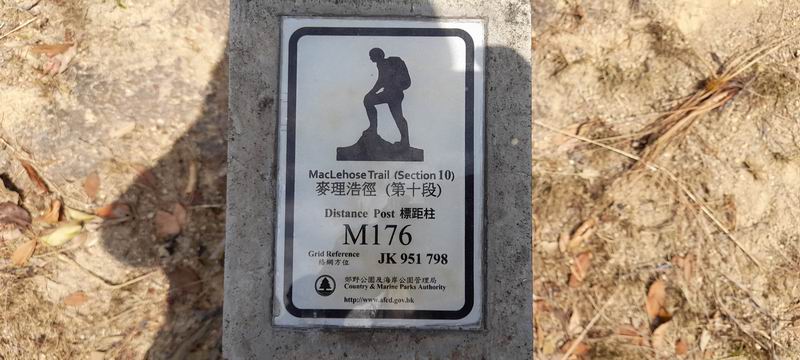 MacLehose Trail (Section 10)
麥理浩徑 (第十段)
Distance Post 標距柱
M176
Grid Reference
格網方位
JK 951 798
郊野公園及海岸公園管理局
Country & Marine Parks Authority
http://www.afcd.gov.hk